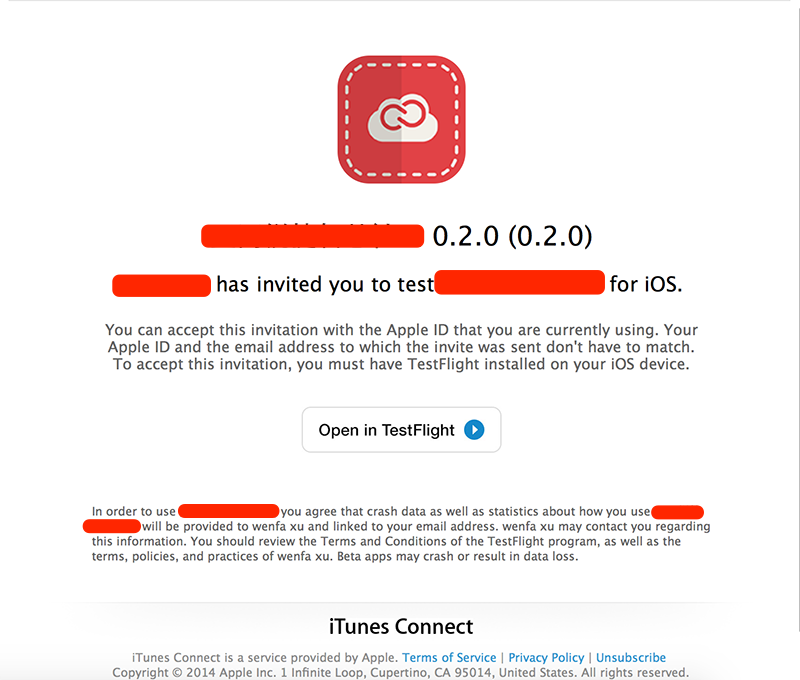 0.2.0 (0.2.0)
has invited you to test for iOS.
You can accept this invitation with the Apple ID that you are currently using. Your
Apple ID and the email address to which the invite was sent don't have to match.
To accept this invitation, you must have TestFlight installed on your iOS device.
Open in TestFlight
In order to use you agree that crash data as well as statistics about how you use
will be provided to wenfa xu and linked to your email address. wenfa xu may contact you regarding
this information. You should review the Terms and Conditions of the TestFlight program, as well as the
terms, policies, and practices of wenfa xu. Beta apps may crash or result in data loss.
iTunes Connect
iTunes Connect is a service provided by Apple. Terms of Service | Privacy Policy | Unsubscribe
Copyright © 2014 Apple Inc. 1 Infinite Loop, Cupertino, CA 95014, United States. All rights reserved.